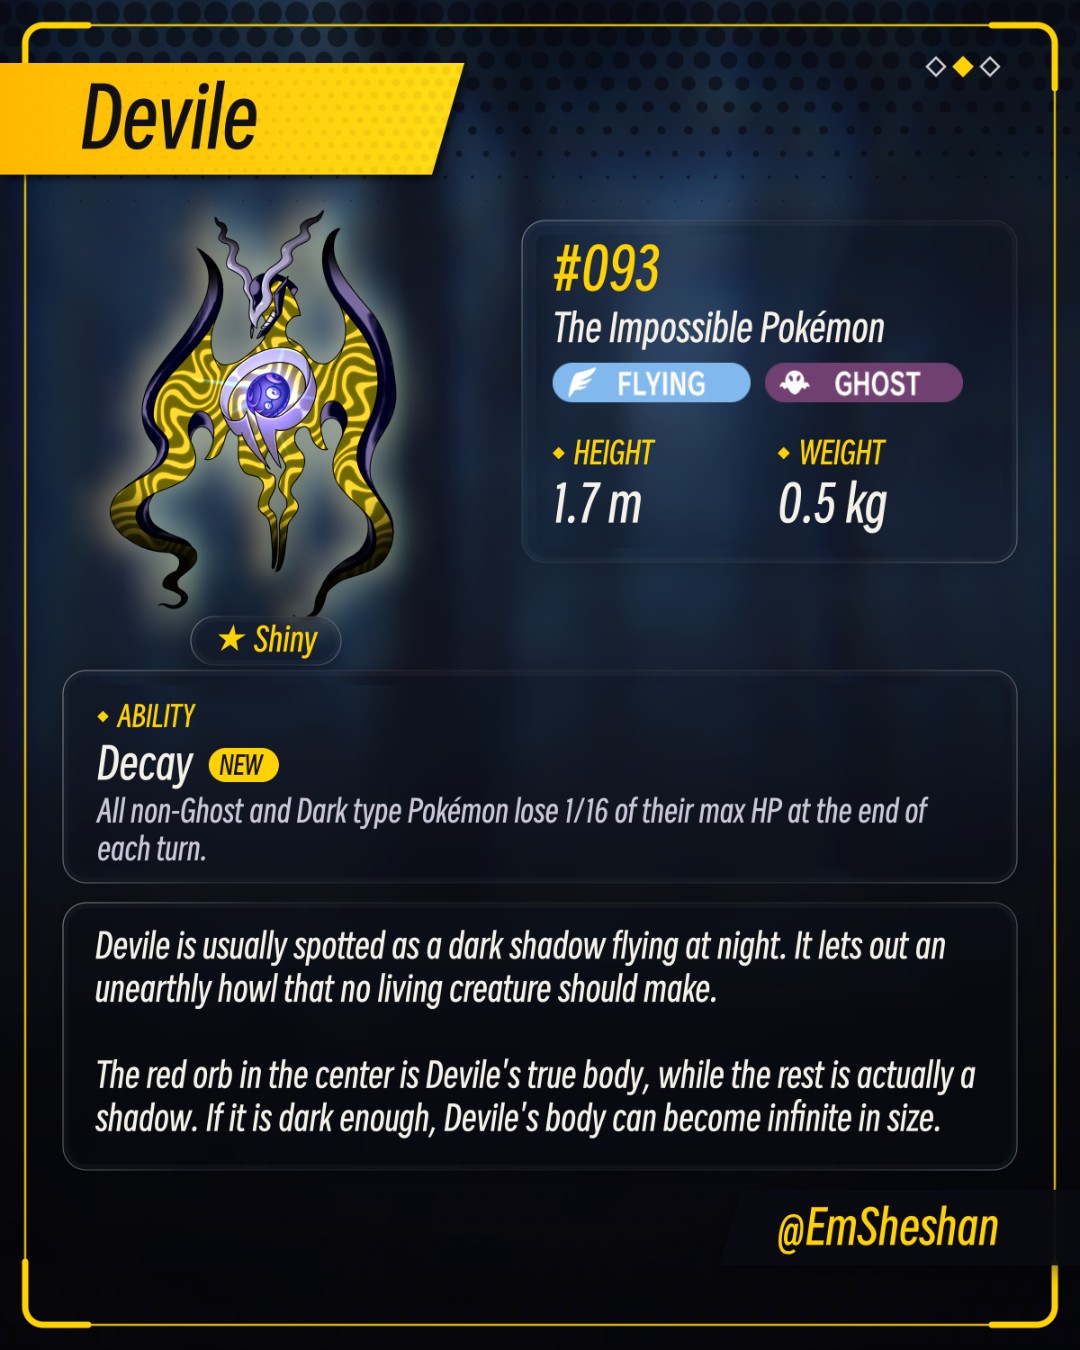 Devile
#093
The Impossible Pokémon
FLYING GHOST
HEIGHT WEIGHT
1.7 m 0.5 kg
★ Shiny
ABILITY
Decay NEW
All non-Ghost and Dark type Pokémon lose 1/16 of their max HP at the end of
each turn.
Devile is usually spotted as a dark shadow flying at night. It lets out an
unearthly howl that no living creature should make.
The red orb in the center is Devile's true body, while the rest is actually a
shadow. If it is dark enough, Devile's body can become infinite in size.
@EmSheshan